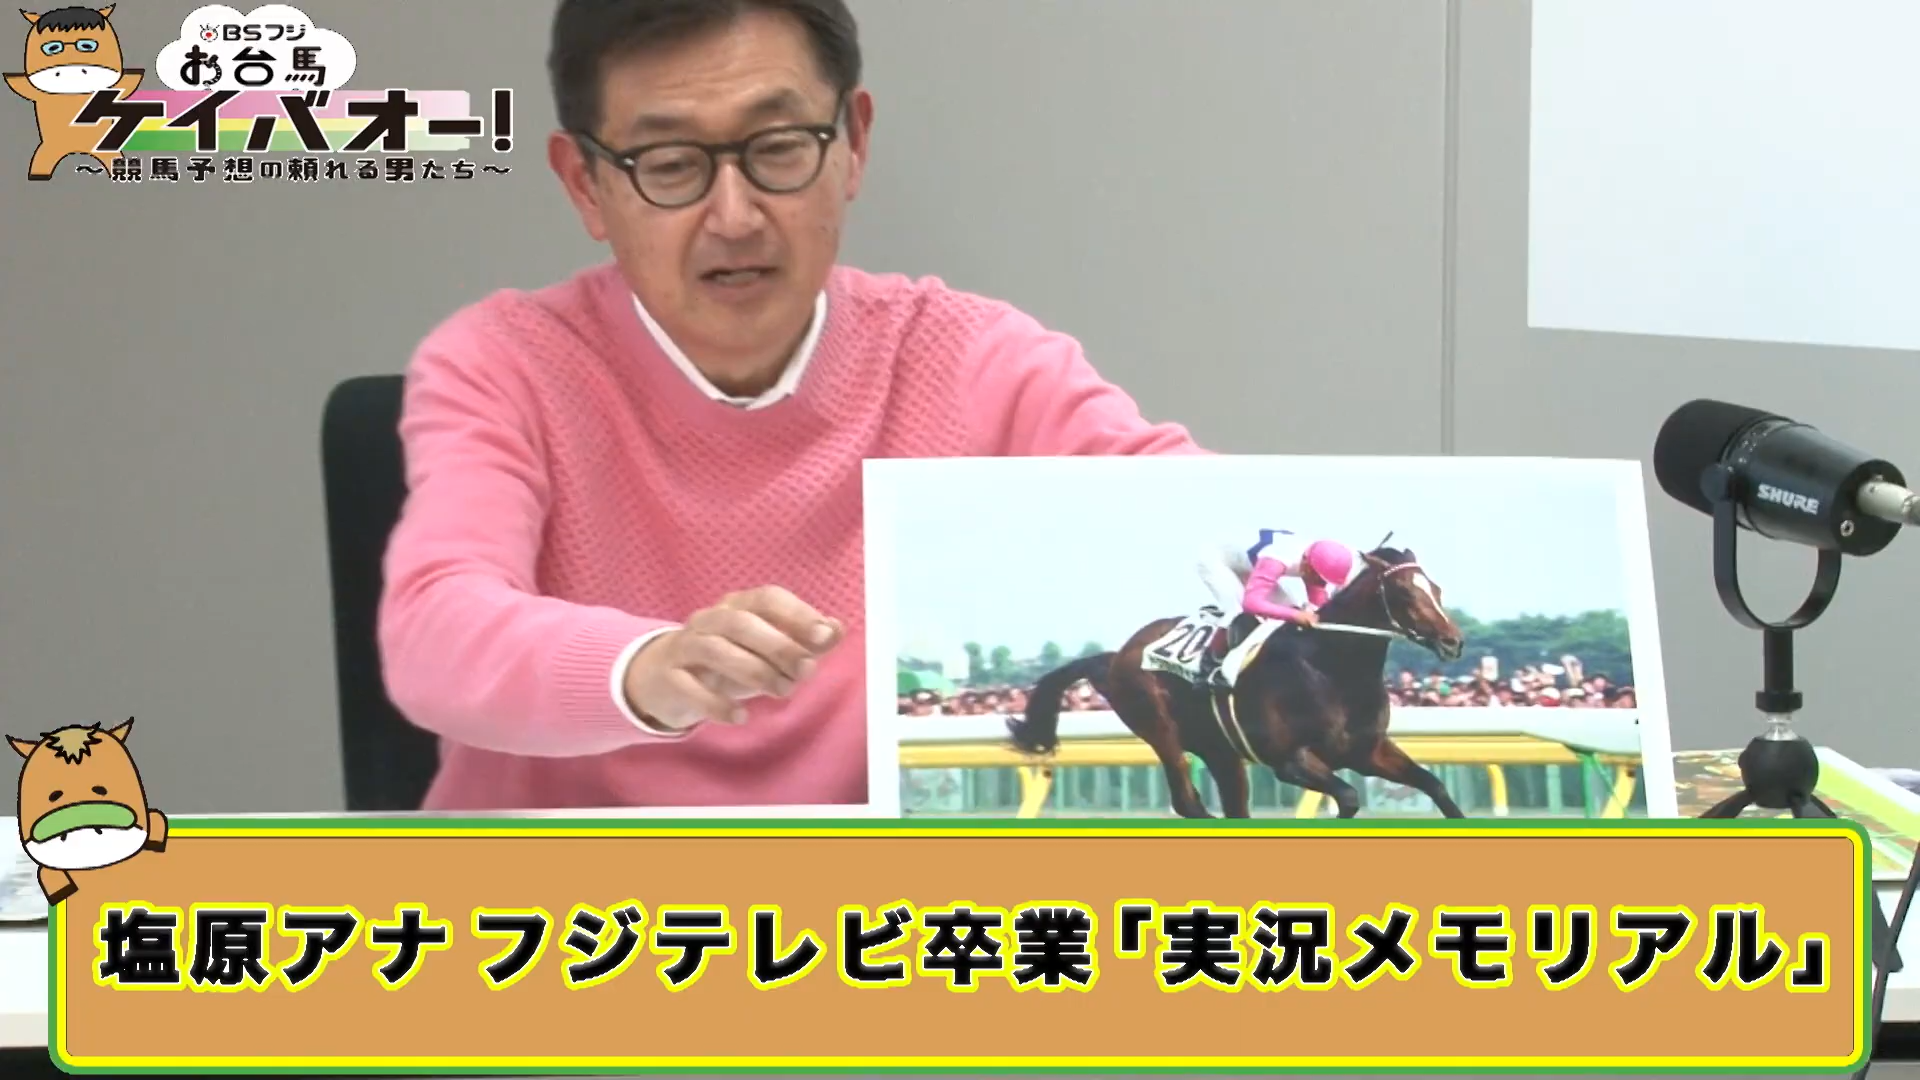 BSフジ
お台馬
ケイバオー!
～競馬予想の頼れる男たち～
SHURE
20
塩原アナ フジテレビ卒業「実況メモリアル」